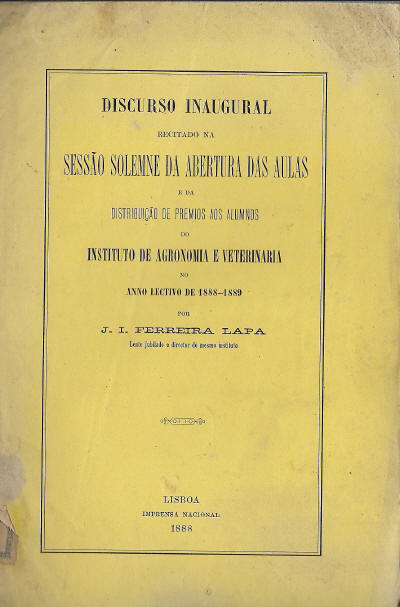 DISCURSO INAUGURAL
RECITADO NA
SESSÃO SOLEMNE DA ABERTURA DAS AULAS
E DA
DISTRIBUIÇÃO DE PREMIOS AOS ALUMNOS
DO
INSTITUTO DE AGRONOMIA E VETERINARIA
NO
ANNO LECTIVO DE 1888–1889
POR
J. I. FERREIRA LAPA
Lente jubilado e director do mesmo instituto
LISBOA
IMPRENSA NACIONAL
1888